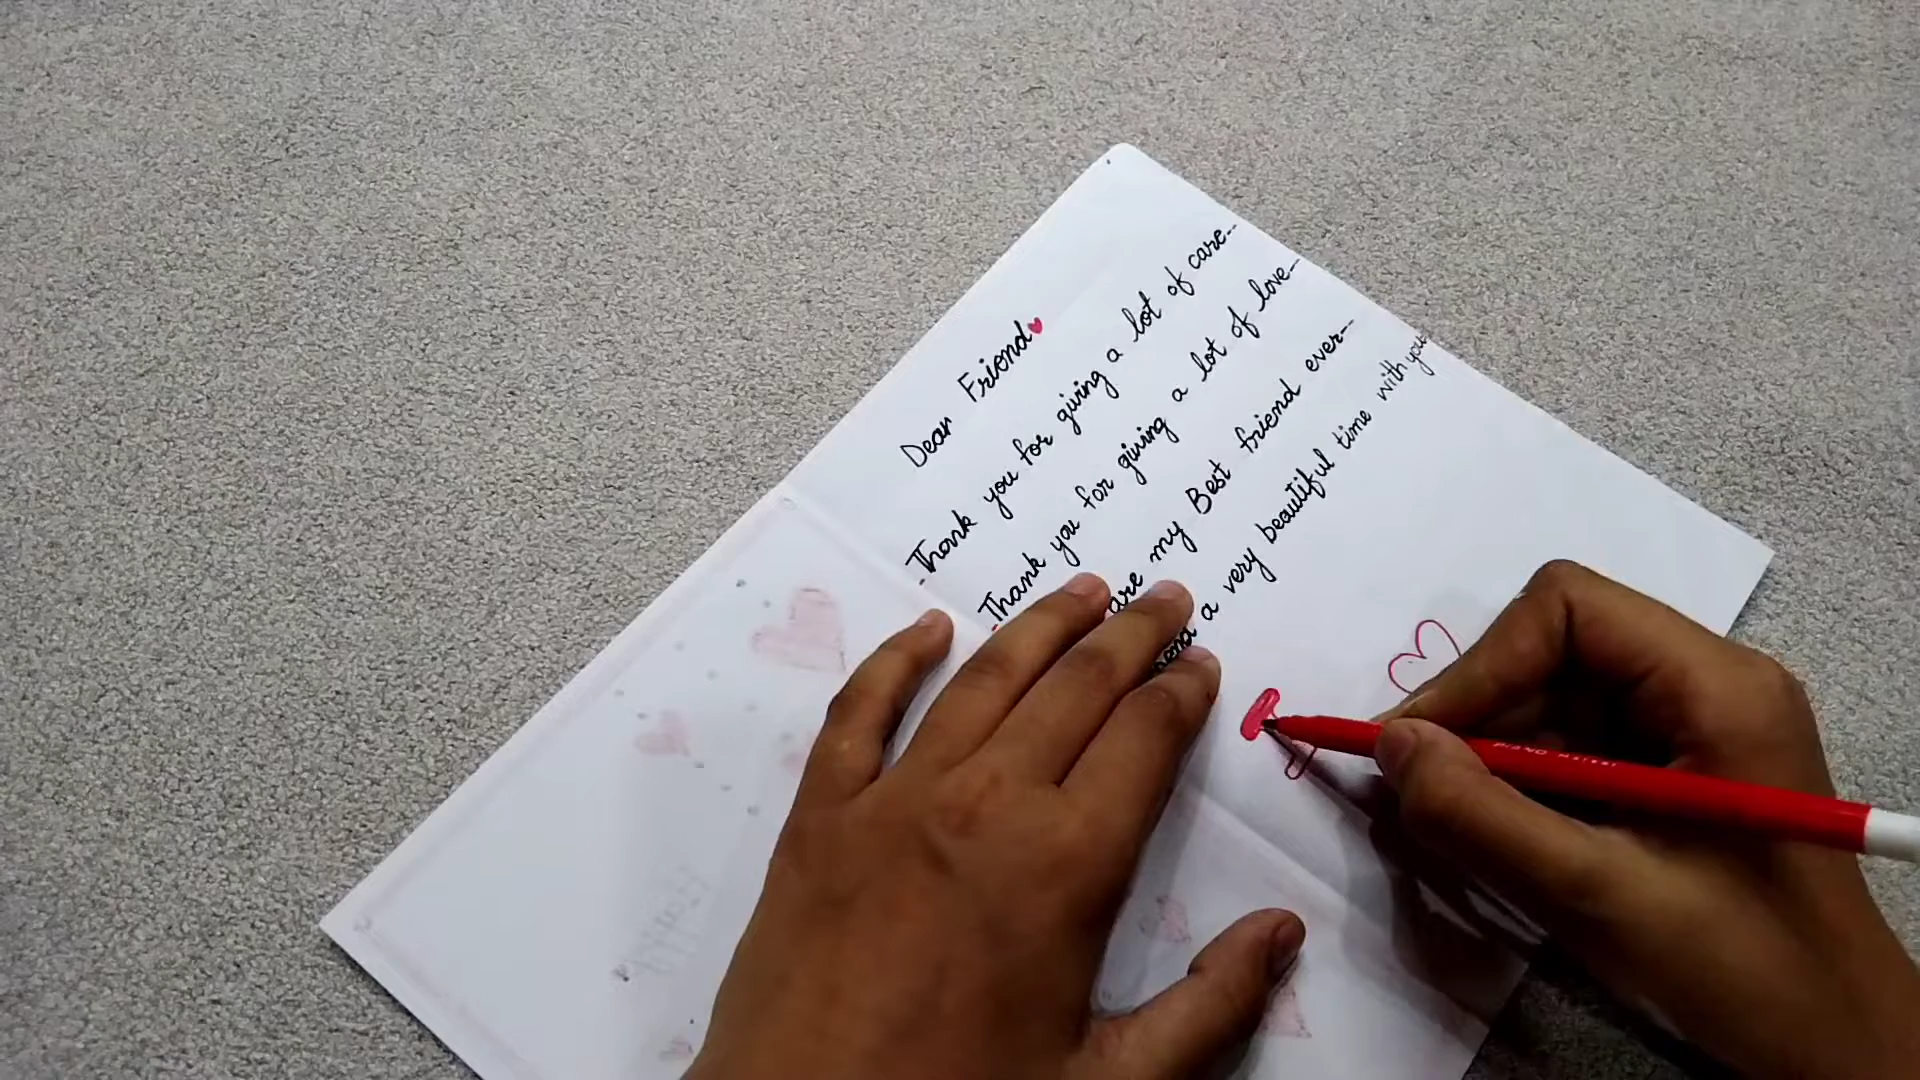 Dear Friend
Thank you for giving a lot of care--
Thank you for giving a lot of love--
are my Best friend ever--
a very beautiful time with you